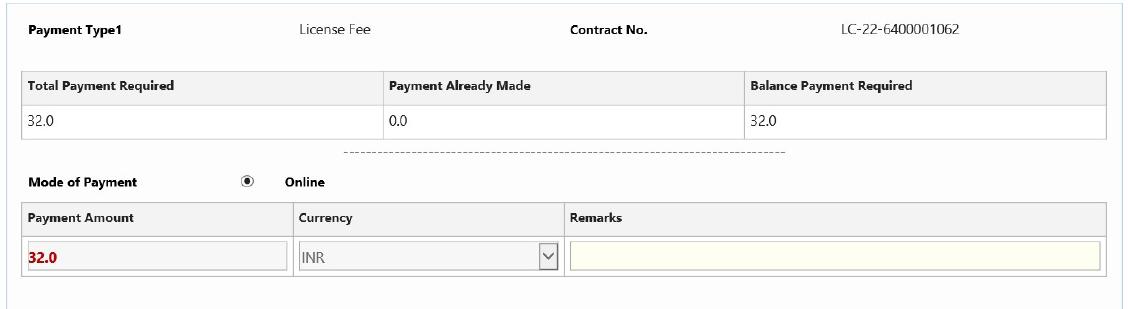 Payment Type1 License Fee Contract No. LC-22-6400001062
Total Payment Required Payment Already Made Balance Payment Required
32.0 0.0 32.0
Mode of Payment Online
Payment Amount Currency Remarks
32.0 INR